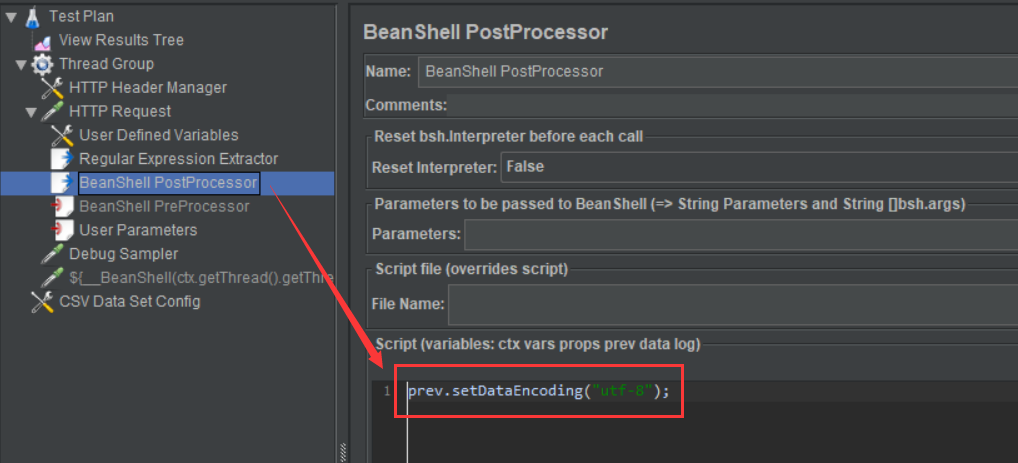 Test Plan
View Results Tree
Thread Group
HTTP Header Manager
HTTP Request
User Defined Variables
Regular Expression Extractor
BeanShell PostProcessor
BeanShell PreProcessor
User Parameters
Debug Sampler
${__BeanShell(ctx.getThread().getThre
CSV Data Set Config
BeanShell PostProcessor
Name: BeanShell PostProcessor
Comments:
Reset bsh.Interpreter before each call
Reset Interpreter: False
Parameters to be passed to BeanShell (=> String Parameters and String []bsh.args)
Parameters:
Script file (overrides script)
File Name:
Script (variables: ctx vars props prev data log)
1 prev.setDataEncoding("utf-8");